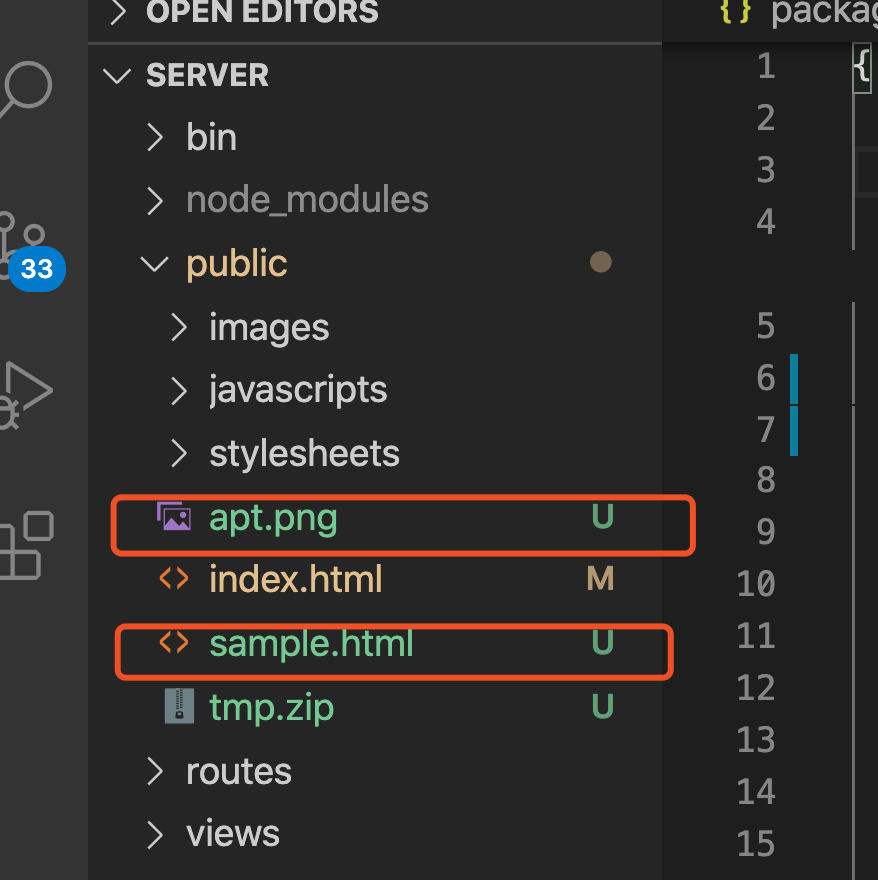 OPEN EDITORS
{} packag
SERVER
bin
node_modules
public
33
images
javascripts
stylesheets
apt.png U
index.html M
sample.html U
tmp.zip U
routes
views
1 {
2
3
4
5
6
7
8
9
10
11
12
13
14
15